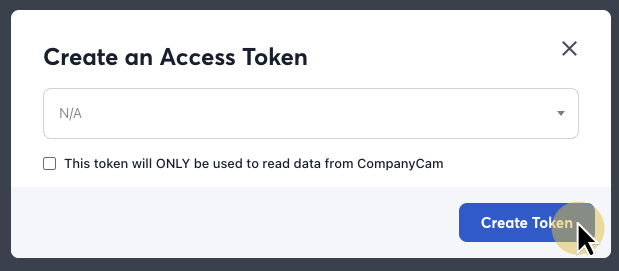 Create an Access Token
N/A
This token will ONLY be used to read data from CompanyCam
Create Token